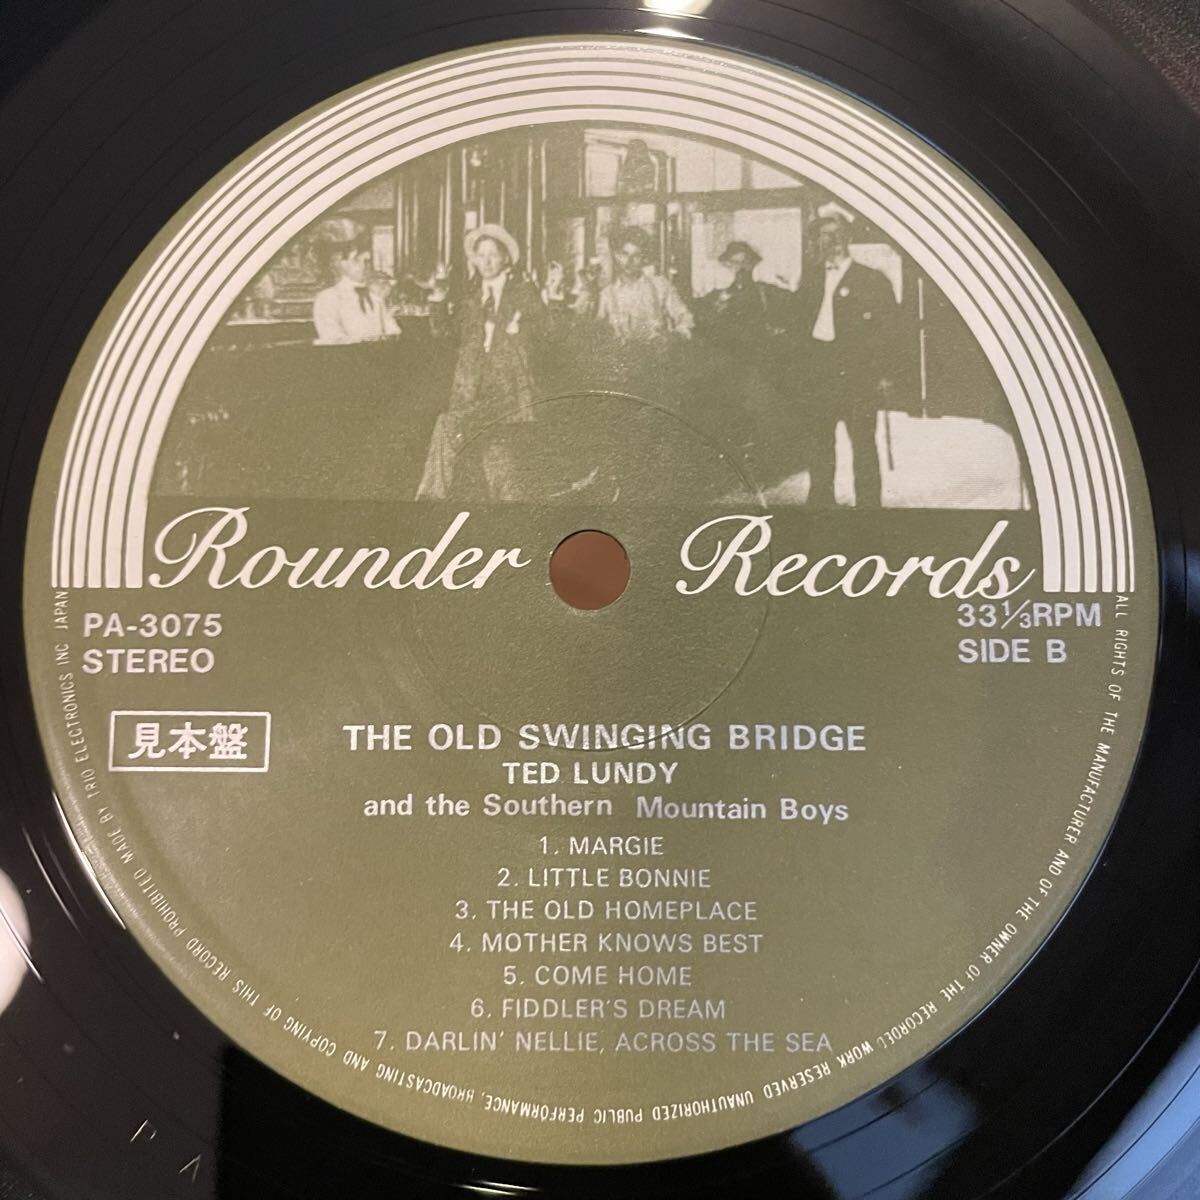 Rounder Records
PA-3075
STEREO
33⅓RPM
SIDE B
見本盤
THE OLD SWINGING BRIDGE
TED LUNDY
and the Southern Mountain Boys
1. MARGIE
2. LITTLE BONNIE
3. THE OLD HOMEPLACE
4. MOTHER KNOWS BEST
5. COME HOME
6. FIDDLER'S DREAM
7. DARLIN' NELLIE, ACROSS THE SEA
ALL RIGHTS OF THE MANUFACTURER AND OF THE OWNER OF THE RECORDED WORK RESERVED UNAUTHORIZED PUBLIC PERFORMANCE, BROADCASTING AND COPYING OF THIS RECORD PROHIBITED MADE BY TRIO ELECTRONICS INC JAPAN